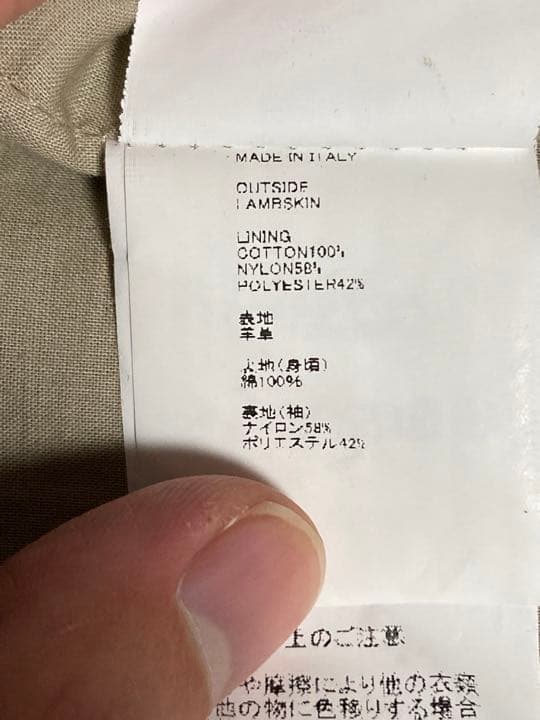 MADE IN ITALY
OUTSIDE
LAMBSKIN
LINING
COTTON100%
NYLON58%
POLYESTER42%
表地
羊革
裏地(身頃)
綿100%
裏地(袖)
ナイロン58%
ポリエステル42%
上のご注意
や摩擦により他の衣類
他の物に色移りする場合